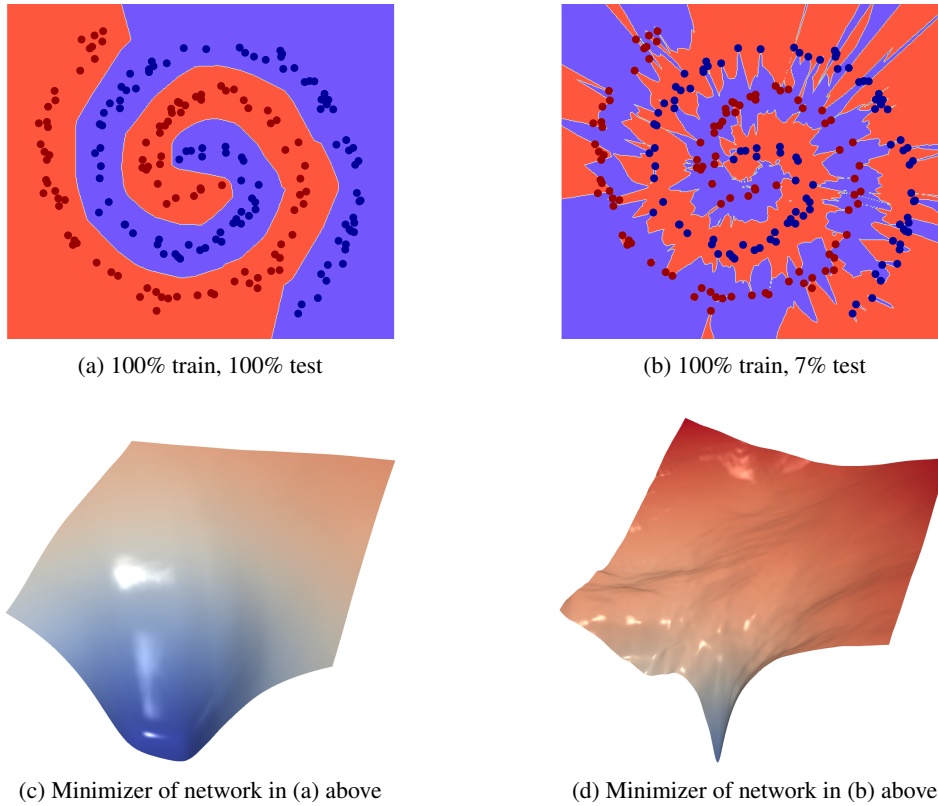 (a) 100% train, 100% test
(b) 100% train, 7% test
(c) Minimizer of network in (a) above
(d) Minimizer of network in (b) above